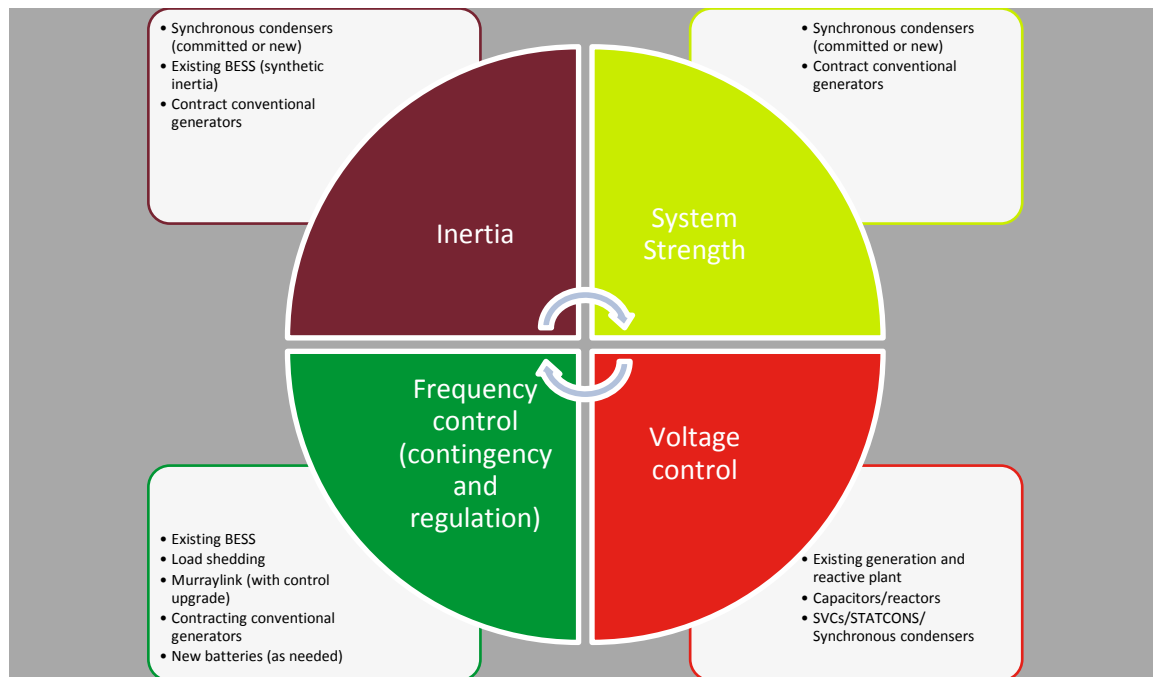 • Synchronous condensers
(committed or new)
• Existing BESS (synthetic
inertia)
• Contract conventional
generators
• Synchronous condensers
(committed or new)
• Contract conventional
generators
Inertia
System
Strength
Frequency
control
(contingency
and
regulation)
Voltage
control
• Existing BESS
• Load shedding
• Murraylink (with control
upgrade)
• Contracting conventional
generators
• New batteries (as needed)
• Existing generation and
reactive plant
• Capacitors/reactors
• SVCs/STATCONS/
Synchronous condensers